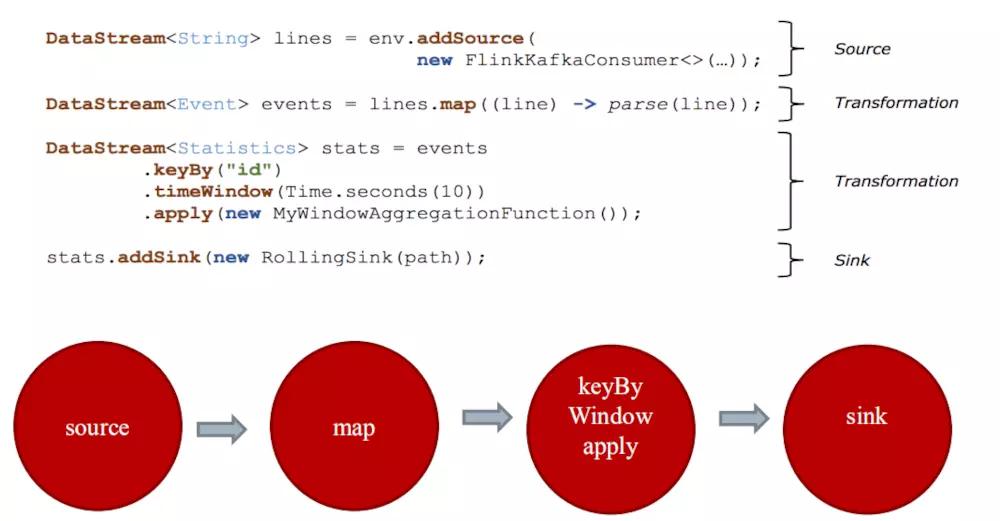 DataStream<String> lines = env.addSource(
new FlinkKafkaConsumer<>(…));
Source
DataStream<Event> events = lines.map((line) -> parse(line));
Transformation
DataStream<Statistics> stats = events
.keyBy("id")
.timeWindow(Time.seconds(10))
.apply(new MyWindowAggregationFunction());
Transformation
stats.addSink(new RollingSink(path));
Sink
source
map
keyBy
Window
apply
sink